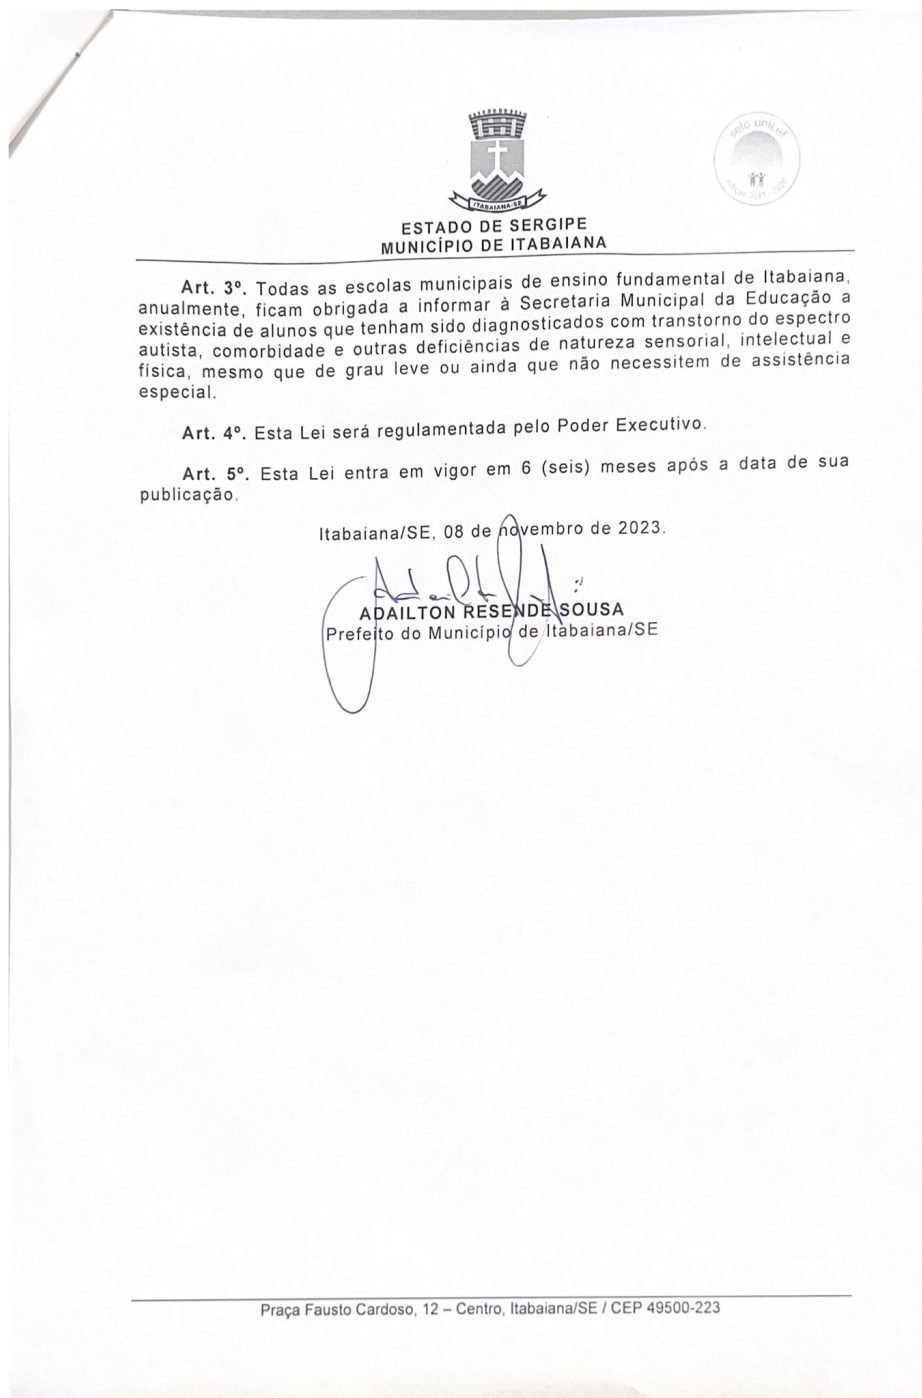 ITABAIANA-SE
selo unicef
ESTADO DE SERGIPE
MUNICÍPIO DE ITABAIANA
Art. 3º. Todas as escolas municipais de ensino fundamental de Itabaiana,
anualmente, ficam obrigada a informar à Secretaria Municipal da Educação a
existência de alunos que tenham sido diagnosticados com transtorno do espectro
autista, comorbidade e outras deficiências de natureza sensorial, intelectual e
física, mesmo que de grau leve ou ainda que não necessitem de assistência
especial.
Art. 4º. Esta Lei será regulamentada pelo Poder Executivo.
Art. 5º. Esta Lei entra em vigor em 6 (seis) meses após a data de sua
publicação.
Itabaiana/SE, 08 de novembro de 2023.
ADAILTON RESENDE SOUSA
Prefeito do Município de Itabaiana/SE
Praça Fausto Cardoso, 12 – Centro, Itabaiana/SE / CEP 49500-223